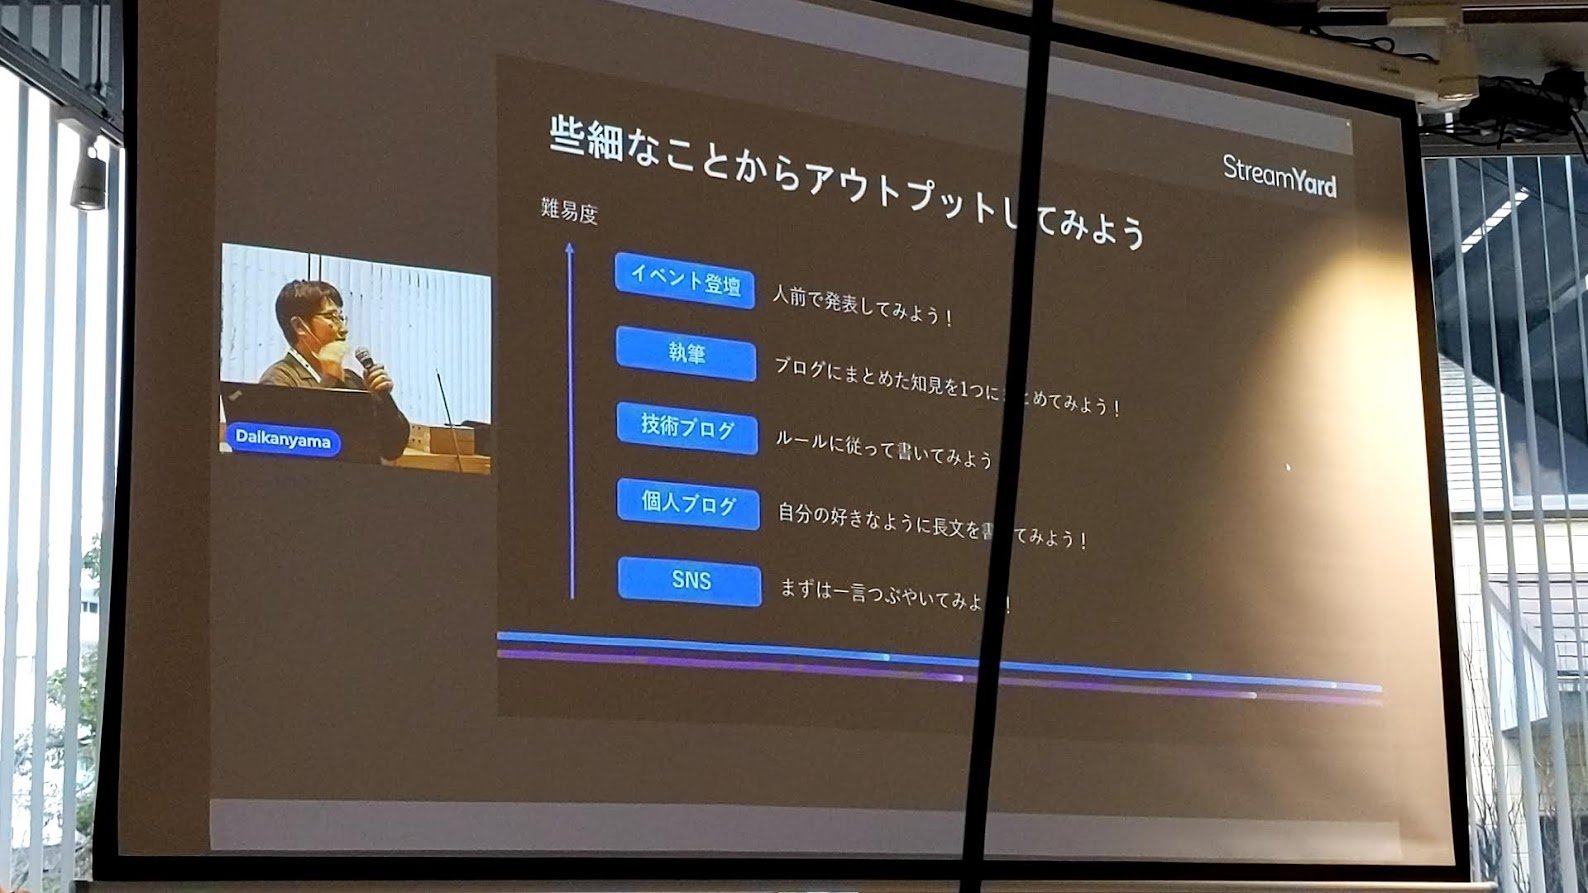 些細なことからアウトプットしてみよう
StreamYard
難易度
イベント登壇
人前で発表してみよう！
執筆
ブログにまとめた知見を1つにまとめてみよう！
技術ブログ
ルールに従って書いてみよう
個人ブログ
自分の好きなように長文を書いてみよう！
SNS
まずは一言つぶやいてみよう！
Daikanyama